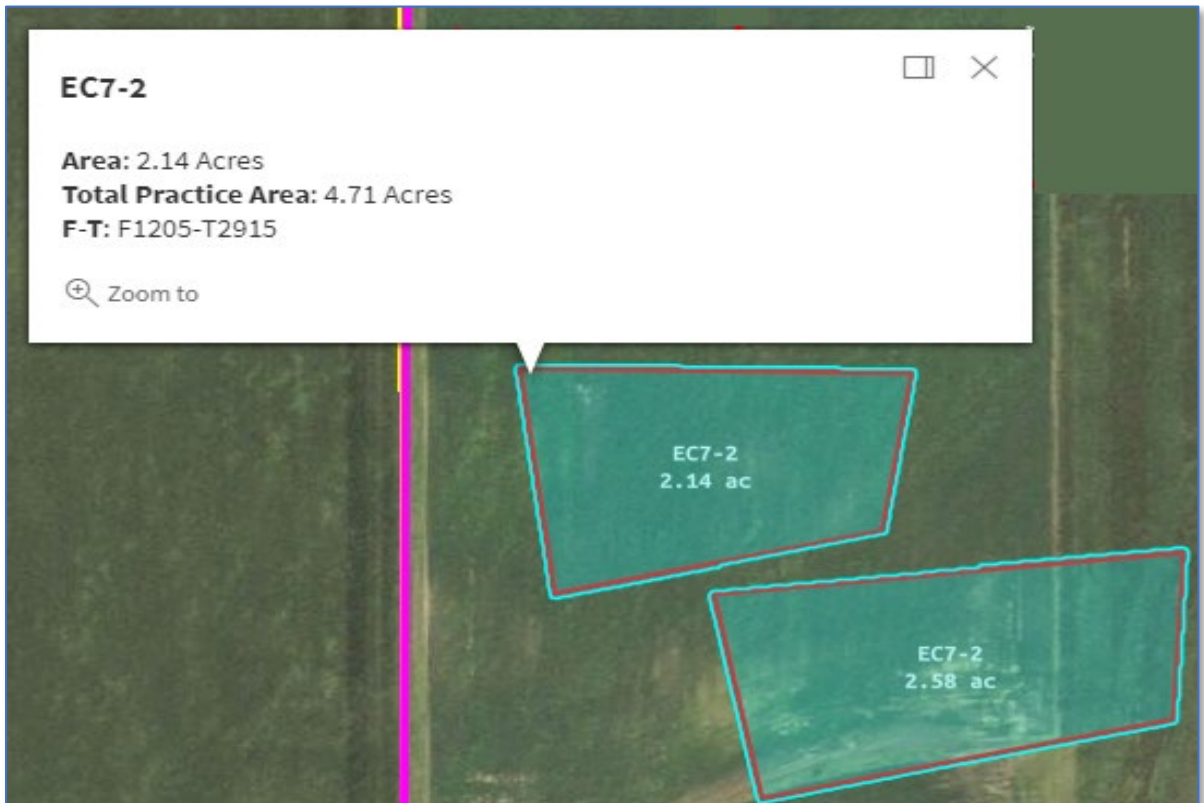 EC7-2
Area: 2.14 Acres
Total Practice Area: 4.71 Acres
F-T: F1205-T2915
Zoom to
EC7-2
2.14 ac
EC7-2
2.58 ac